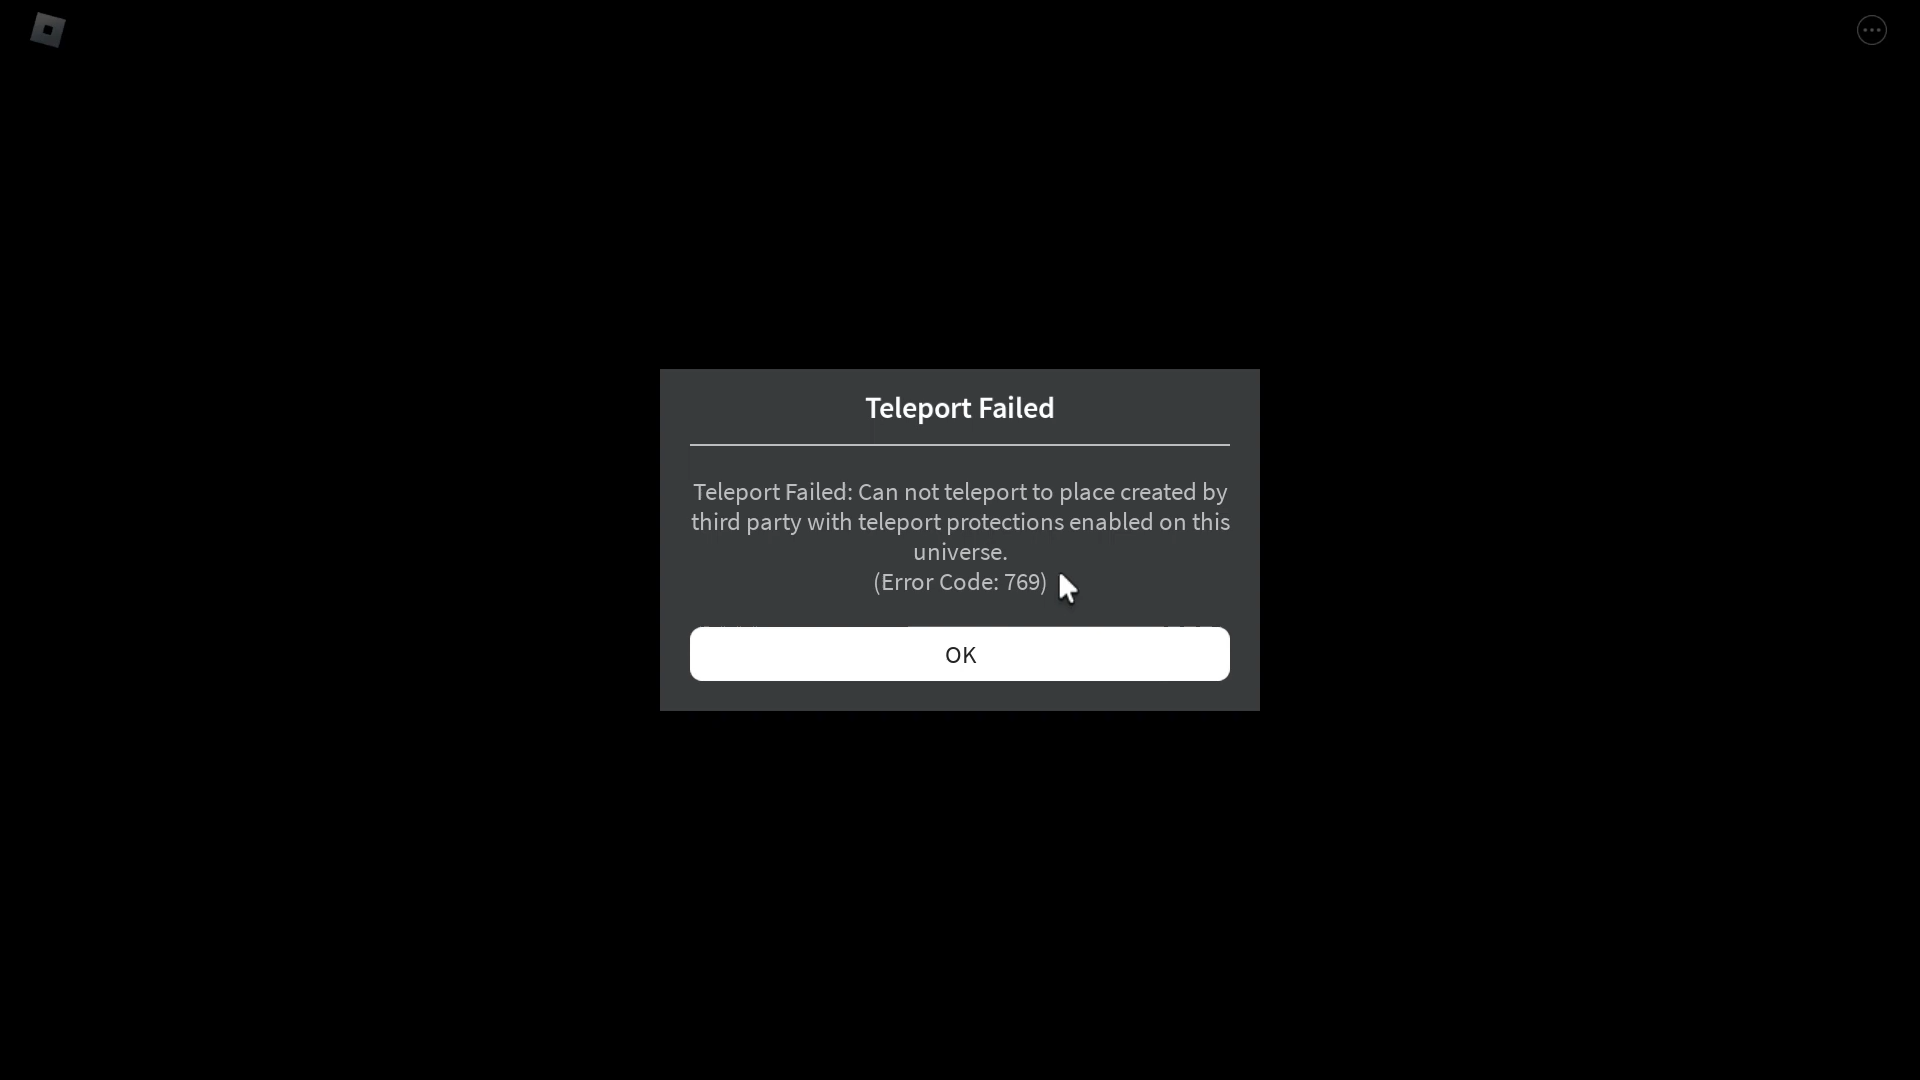 Teleport Failed
Teleport Failed: Can not teleport to place created by
third party with teleport protections enabled on this
universe.
(Error Code: 769)
OK